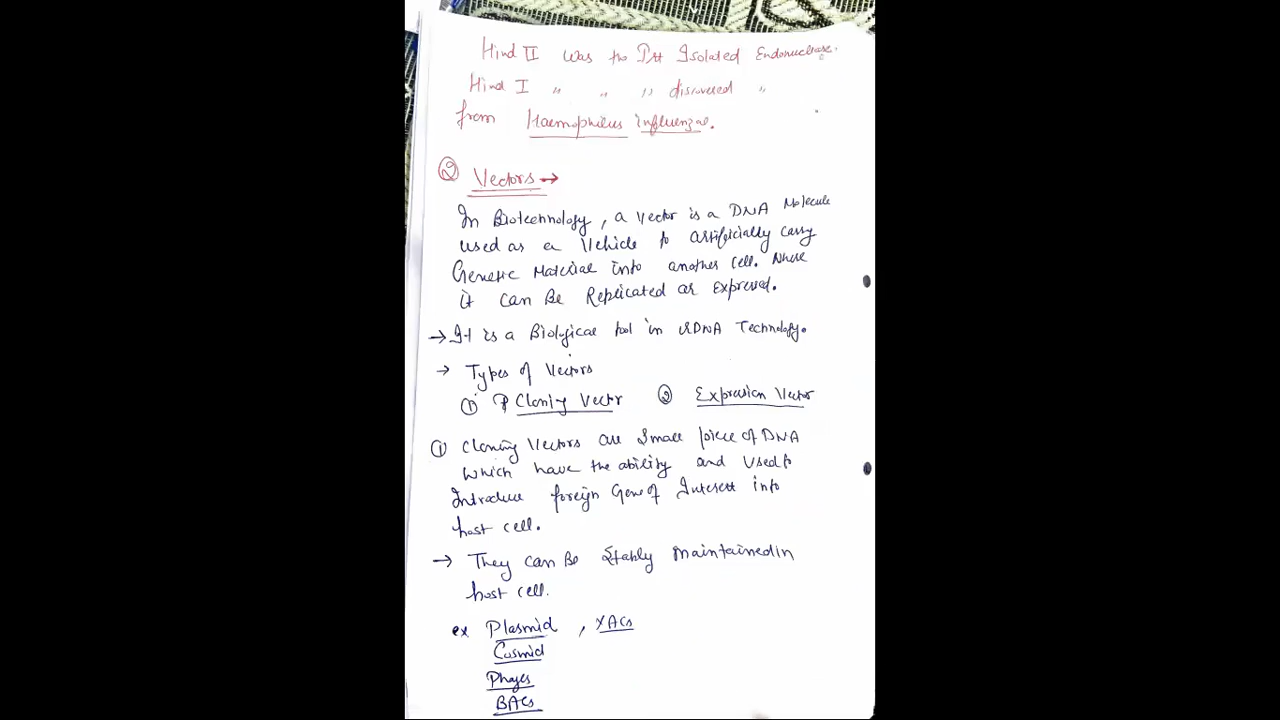 Hind II was the Ist Isolated Endonuclease.
Hind I " " " discovered "
from Haemophilus influenzae.
② Vectors →
In Biotechnology, a vector is a DNA Molecule
used as a Vehicle to artificially carry
Genetic Material into another cell. Where
it can Be Replicated or Expressed.
→ It is a Biological tool in rDNA Technology.
→ Types of Vectors
① Cloning Vector ② Expression Vector
① Cloning Vectors are Small piece of DNA
which have the ability and Used to
Introduce foreign Gene of Interest into
host cell.
→ They can Be Stably Maintained in
host cell.
ex Plasmid , YACs
Cosmid
Phages
BACs